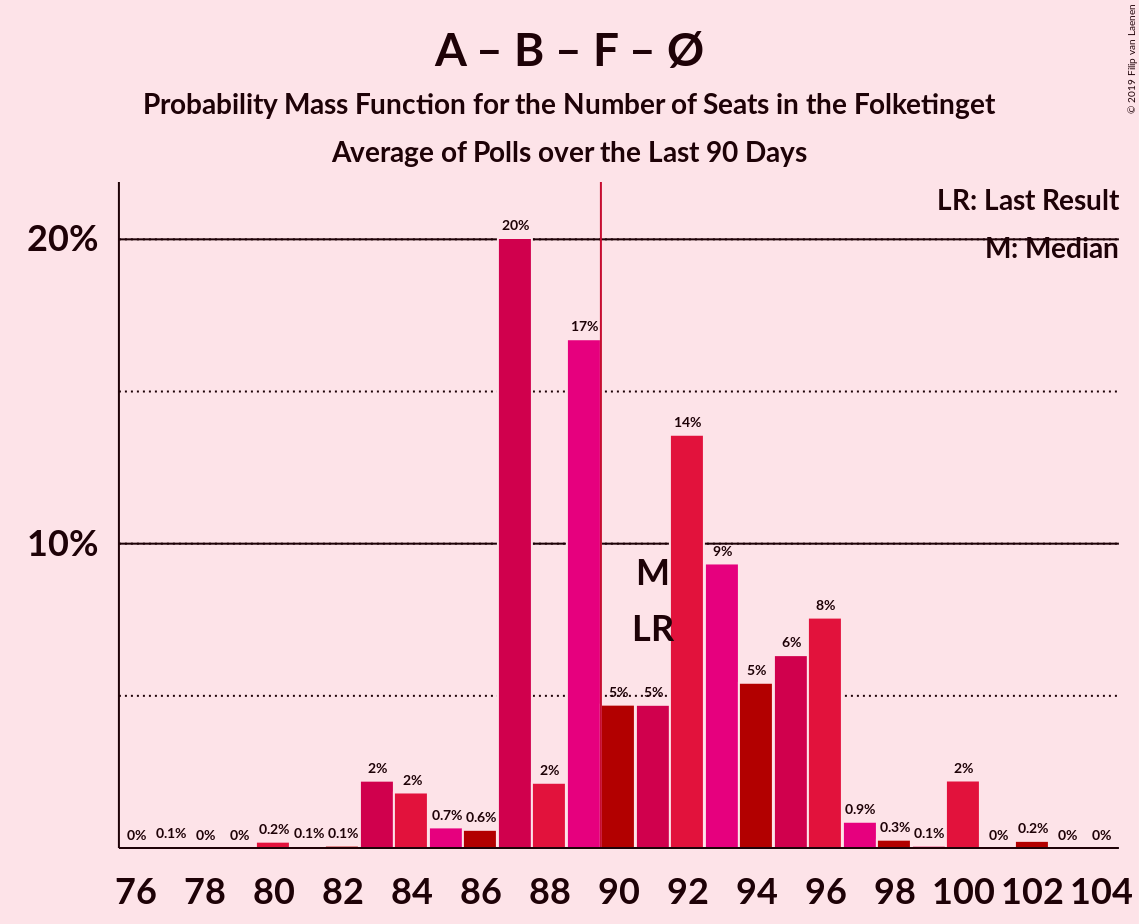 A – B – F – Ø
Probability Mass Function for the Number of Seats in the Folketinget
Average of Polls over the Last 90 Days
© 2019 Filip van Laenen
LR: Last Result
M: Median
20%
10%
0% 0.1% 0% 0% 0.2% 0.1% 0.1% 2% 2% 0.7% 0.6% 20% 2% 17% 5% 5% 14% 9% 5% 6% 8% 0.9% 0.3% 0.1% 2% 0% 0.2% 0% 0%
M
LR
76 78 80 82 84 86 88 90 92 94 96 98 100 102 104